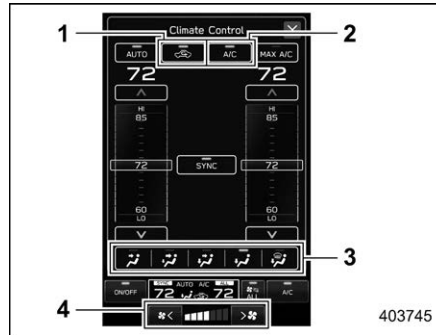 1 2
Climate Control
AUTO A/C MAX A/C
72 72
HI HI
85 85
72 SYNC 72
60 60
LO LO
3
ON/OFF SYNC AUTO A/C ALL A/C
72 72 ALL
4
403745